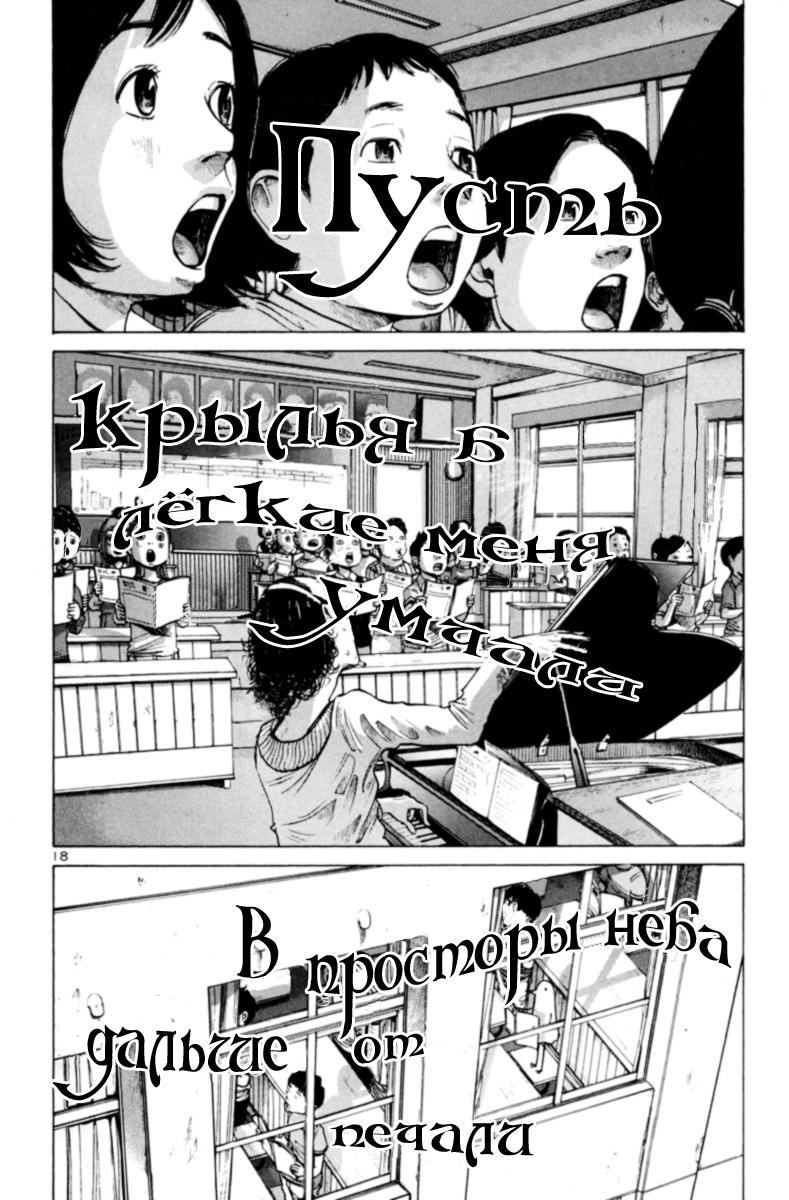 Пусть
крылья а
лёгкие меня
умчали
18
В просторы неба
дальше от
печали